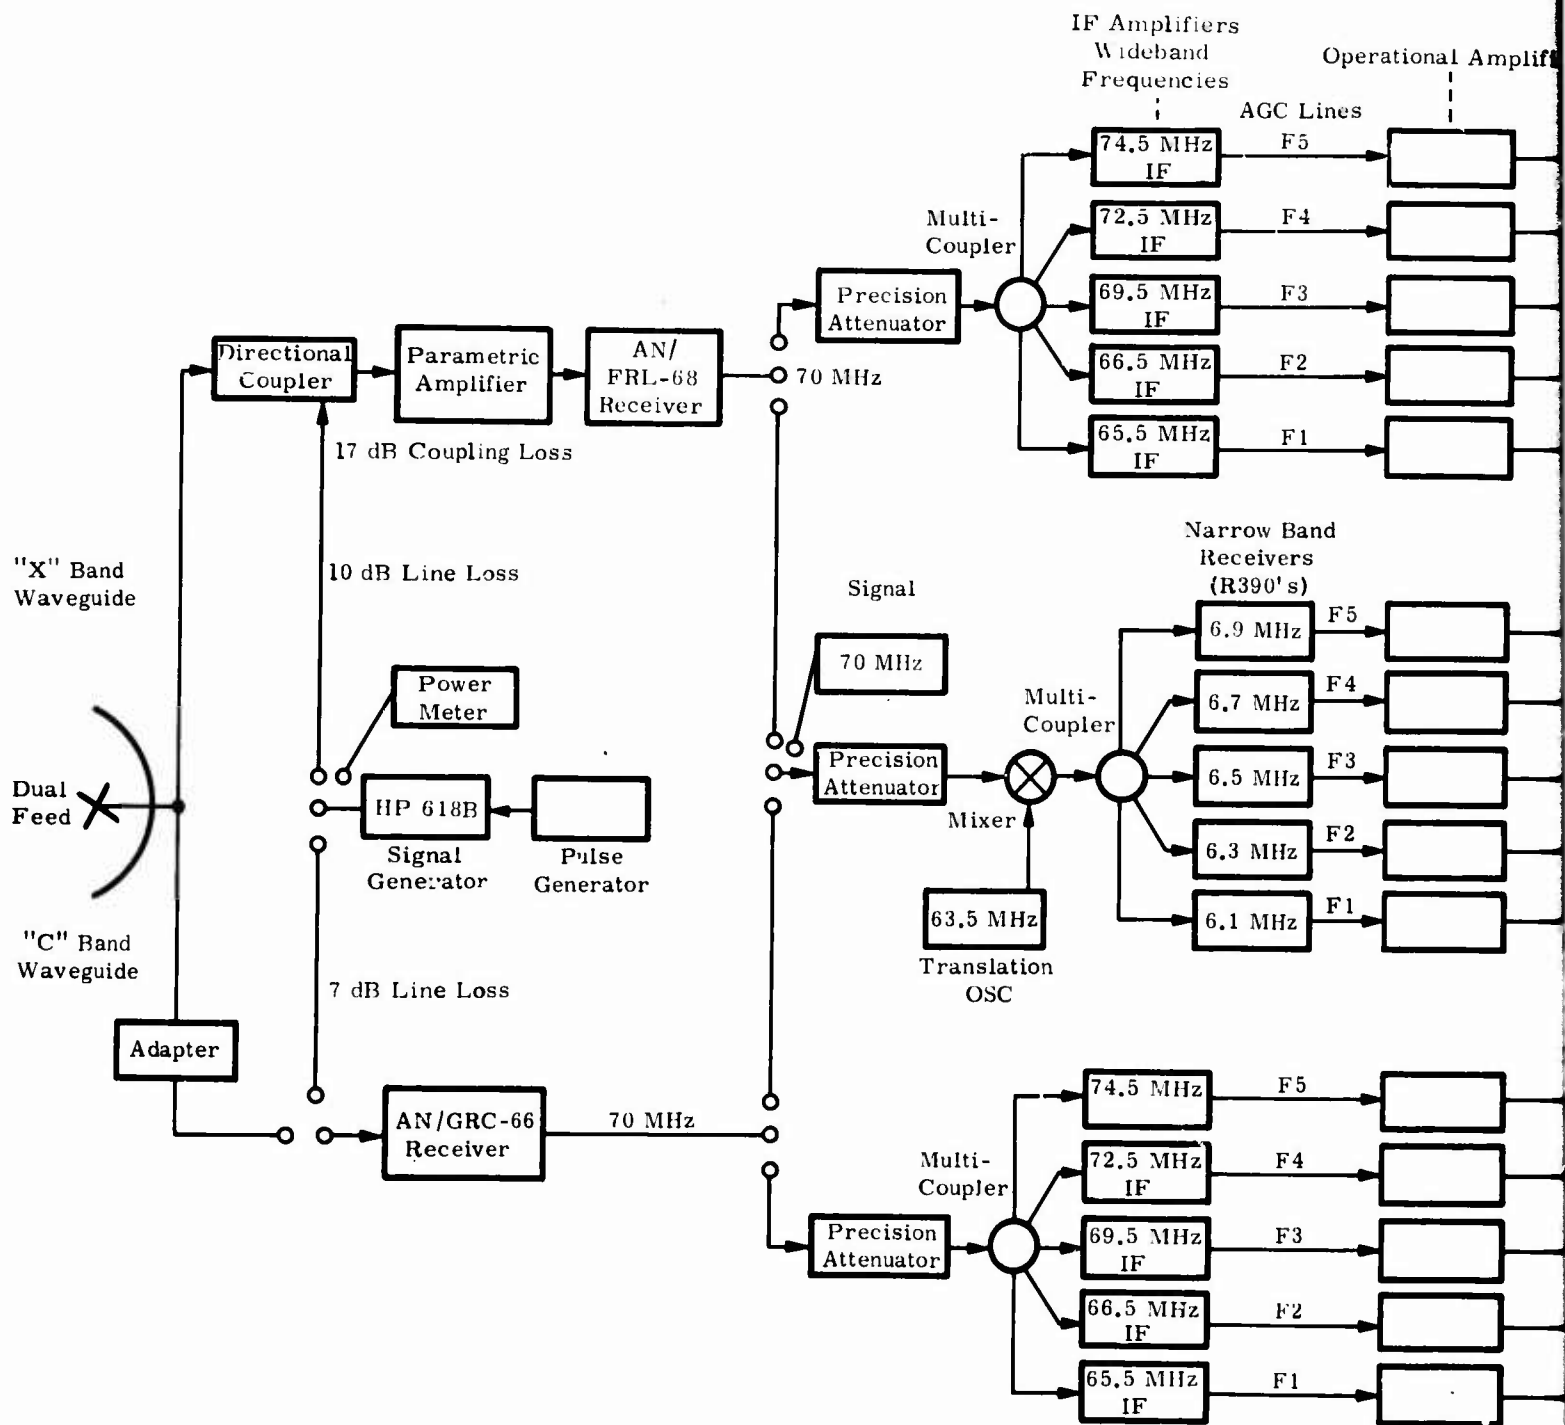 IF Amplifiers
Wideband
Frequencies
Operational Amplif
AGC Lines
74.5 MHz
IF
F5
72.5 MHz
IF
F4
69.5 MHz
IF
F3
66.5 MHz
IF
F2
65.5 MHz
IF
F1
Multi-
Coupler
Precision
Attenuator
Directional
Coupler
Parametric
Amplifier
AN/
FRL-68
Receiver
70 MHz
17 dB Coupling Loss
10 dB Line Loss
"X" Band
Waveguide
Narrow Band
Receivers
(R390's)
Signal
70 MHz
6.9 MHz
F5
6.7 MHz
F4
6.5 MHz
F3
6.3 MHz
F2
6.1 MHz
F1
Multi-
Coupler
Power
Meter
Precision
Attenuator
Mixer
Dual
Feed
HP 618B
Signal
Generator
Pulse
Generator
63.5 MHz
Translation
OSC
"C" Band
Waveguide
7 dB Line Loss
Adapter
AN/GRC-66
Receiver
70 MHz
74.5 MHz
F5
72.5 MHz
IF
F4
69.5 MHz
IF
F3
66.5 MHz
IF
F2
65.5 MHz
IF
F1
Multi-
Coupler
Precision
Attenuator